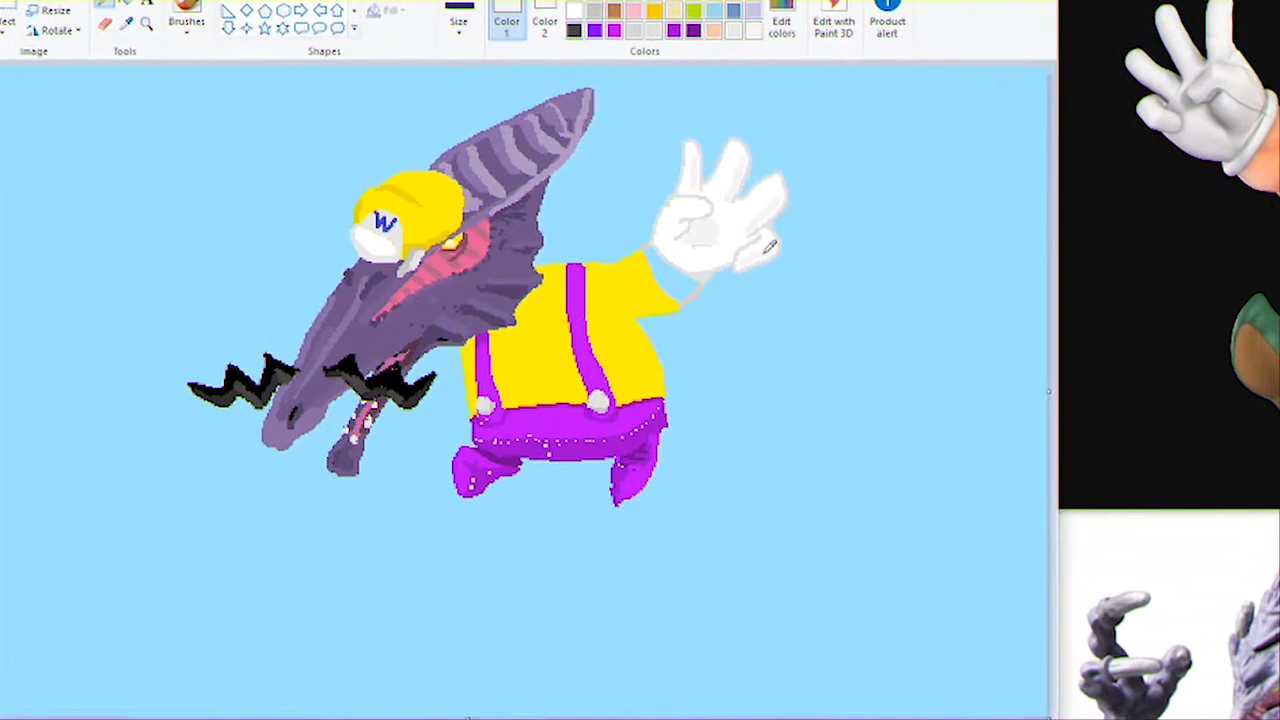 Resize
Rotate
Image
Tools
Brushes
Shapes
Fill
Size
Color 1
Color 2
Colors
Edit colors
Edit with Paint 3D
Product alert
W